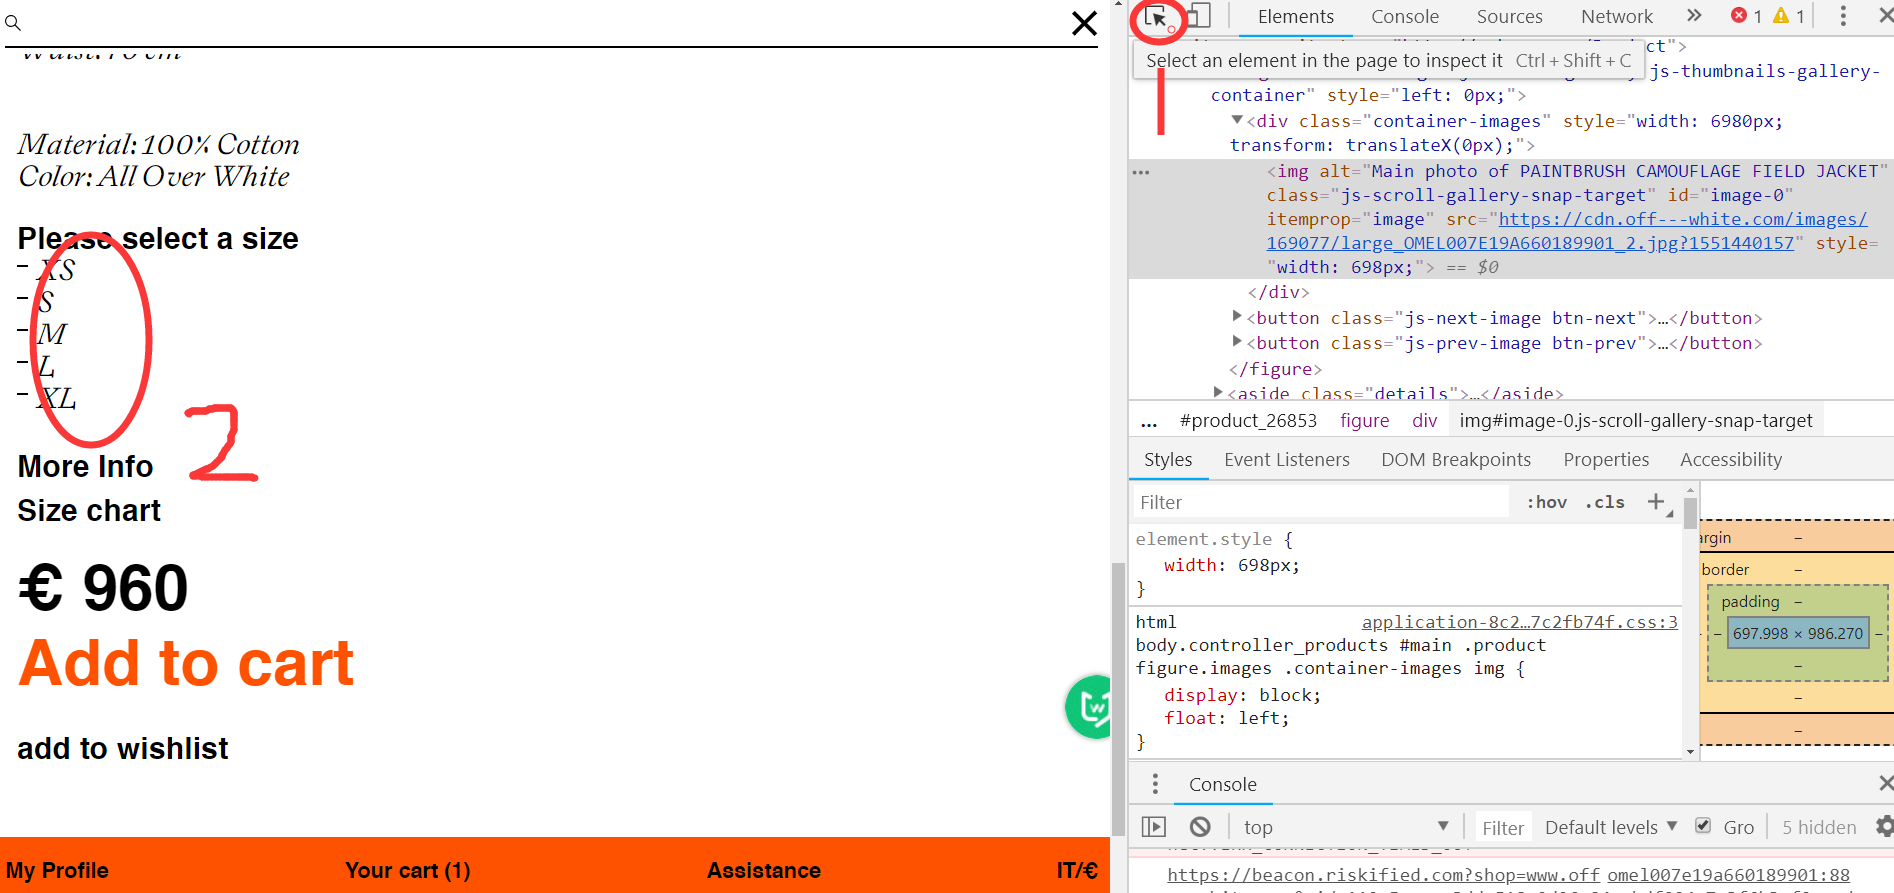 Material: 100% Cotton
Color: All Over White
Please select a size
- XS
- S
- M
- L
- XL
2
More Info
Size chart
€ 960
Add to cart
add to wishlist
My Profile Your cart (1) Assistance IT/€
W
Elements Console Sources Network » 1 1
Select an element in the page to inspect it Ctrl + Shift + C
1
js-thumbnails-gallery-
container" style="left: 0px;">
▼<div class="container-images" style="width: 6980px;
transform: translateX(0px);">
… <img alt="Main photo of PAINTBRUSH CAMOUFLAGE FIELD JACKET"
class="js-scroll-gallery-snap-target" id="image-0"
itemprop="image" src="https://cdn.off---white.com/images/
169077/large_OMEL007E19A660189901_2.jpg?1551440157" style=
"width: 698px;"> == $0
</div>
▶<button class="js-next-image btn-next">…</button>
▶<button class="js-prev-image btn-prev">…</button>
</figure>
▶<aside class="details">…</aside>
… #product_26853 figure div img#image-0.js-scroll-gallery-snap-target
Styles Event Listeners DOM Breakpoints Properties Accessibility
Filter :hov .cls +
element.style {
width: 698px;
}
html application-8c2…7c2fb74f.css:3
body.controller_products #main .product
figure.images .container-images img {
display: block;
float: left;
}
argin –
border –
padding –
– 697.998 × 986.270 –
–
–
–
Console
top ▼ Filter Default levels ▼ Gro 5 hidden
https://beacon.riskified.com?shop=www.off omel007e19a660189901:88